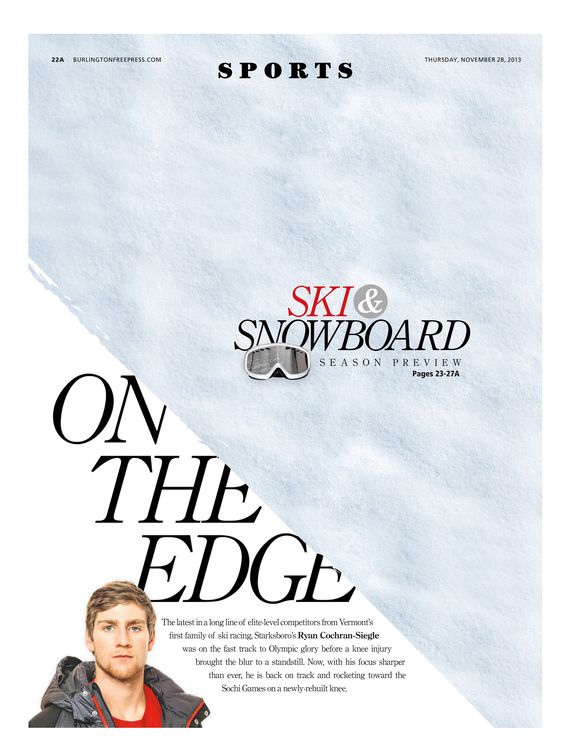 22A BURLINGTONFREEPRESS.COM
SPORTS
THURSDAY, NOVEMBER 28, 2013
SKI &
SNOWBOARD
SEASON PREVIEW
Pages 23-27A
ON
THE
EDGE
The latest in a long line of elite-level competitors from Vermont's
first family of ski racing, Starksboro's Ryan Cochran-Siegle
was on the fast track to Olympic glory before a knee injury
brought the blur to a standstill. Now, with his focus sharper
than ever, he is back on track and rocketing toward the
Sochi Games on a newly-rebuilt knee.